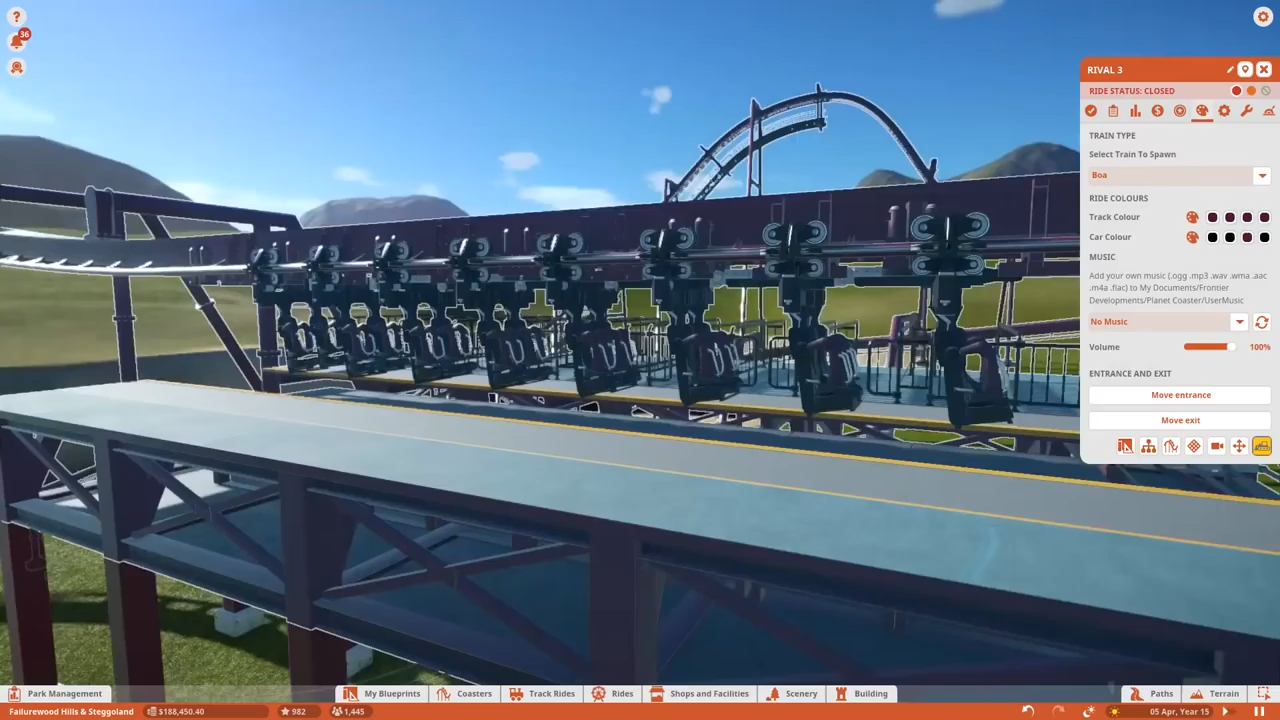 ?
36
RIVAL 3
RIDE STATUS: CLOSED
TRAIN TYPE
Select Train To Spawn
Boa
RIDE COLOURS
Track Colour
Car Colour
MUSIC
Add your own music (.ogg .mp3 .wav .wma .aac
.m4a .flac) to My Documents/Frontier
Developments/Planet Coaster/UserMusic
No Music
Volume 100%
ENTRANCE AND EXIT
Move entrance
Move exit
Park Management
My Blueprints
Coasters
Track Rides
Rides
Shops and Facilities
Scenery
Building
Paths
Terrain
Failurewood Hills & Steggoland
$188,450.40
982
1,445
05 Apr, Year 15